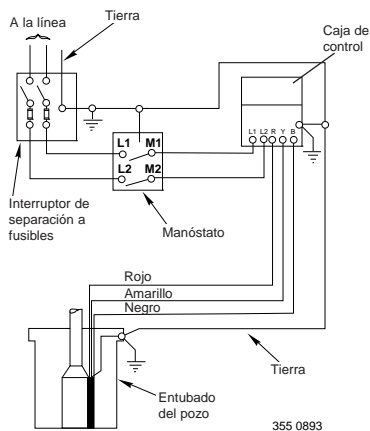 A la línea
Tierra
Caja de
control
L1 M1
L2 M2
L1 L2 R Y B
Interruptor de
separación a
fusibles
Manóstato
Rojo
Amarillo
Negro
Tierra
Entubado
del pozo
355 0893